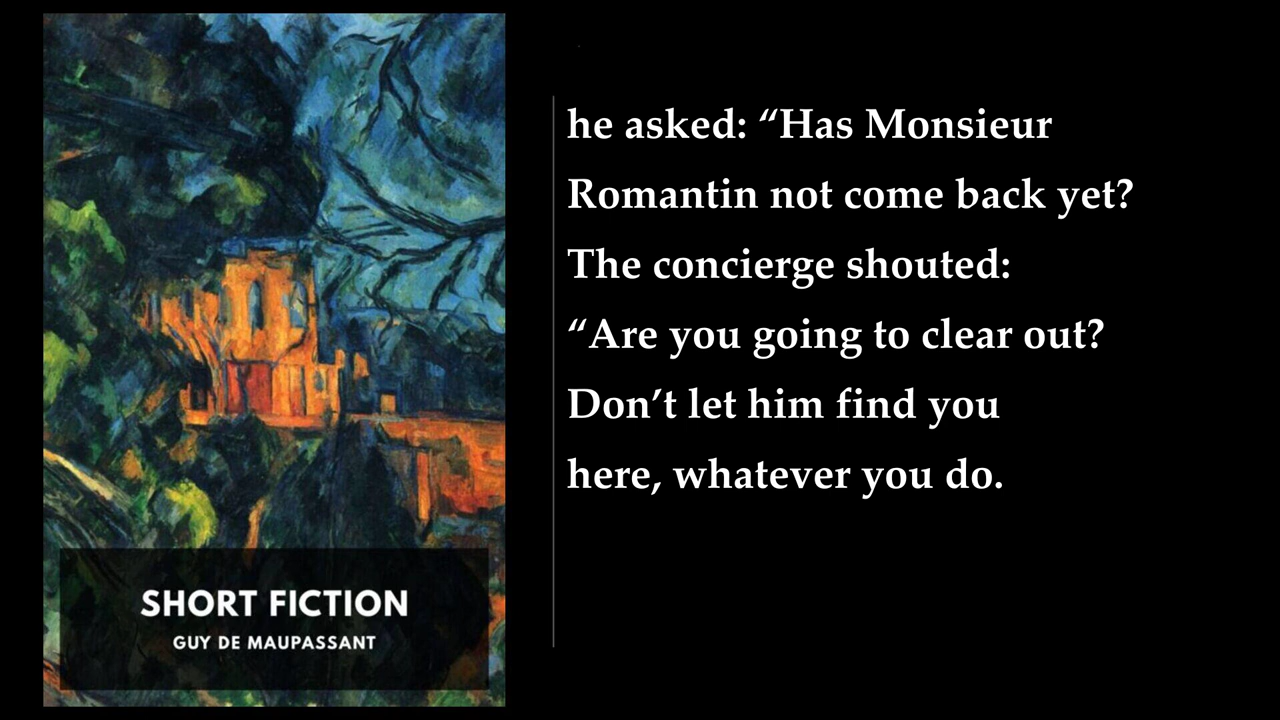 SHORT FICTION
GUY DE MAUPASSANT
he asked: “Has Monsieur
Romantin not come back yet?
The concierge shouted:
“Are you going to clear out?
Don’t let him find you
here, whatever you do.